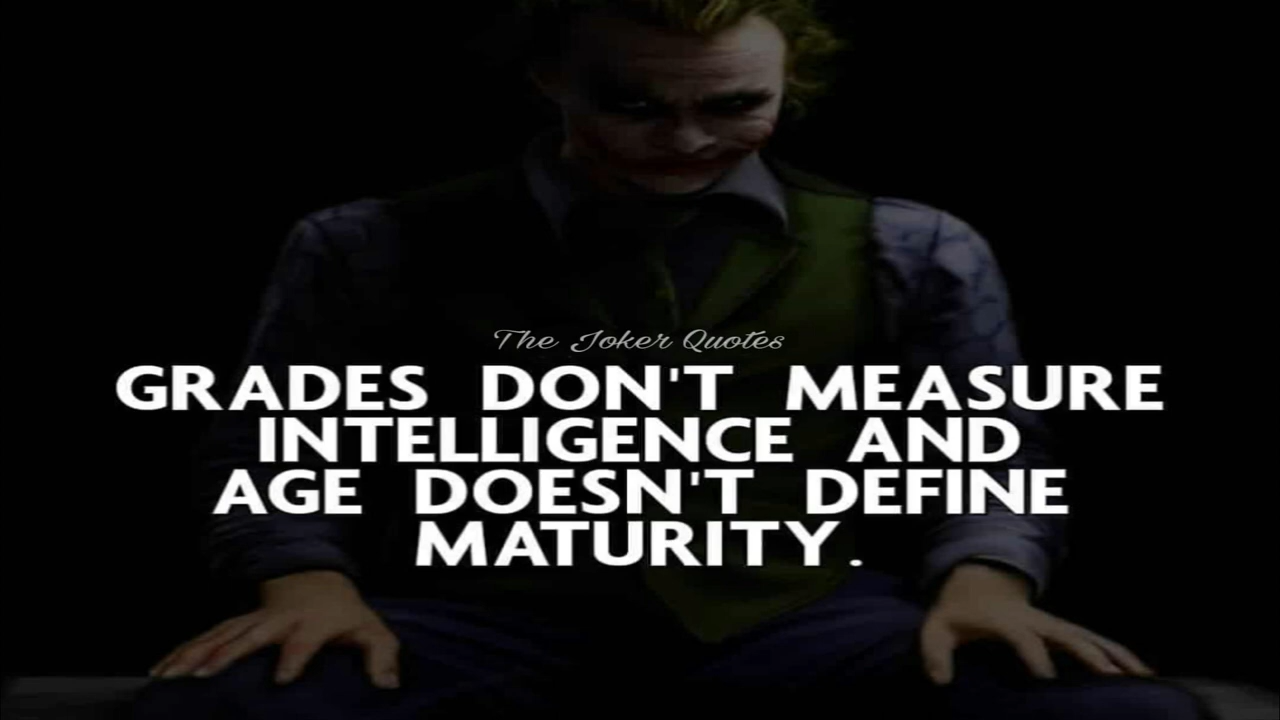 The Joker Quotes
GRADES DON'T MEASURE
INTELLIGENCE AND
AGE DOESN'T DEFINE
MATURITY.